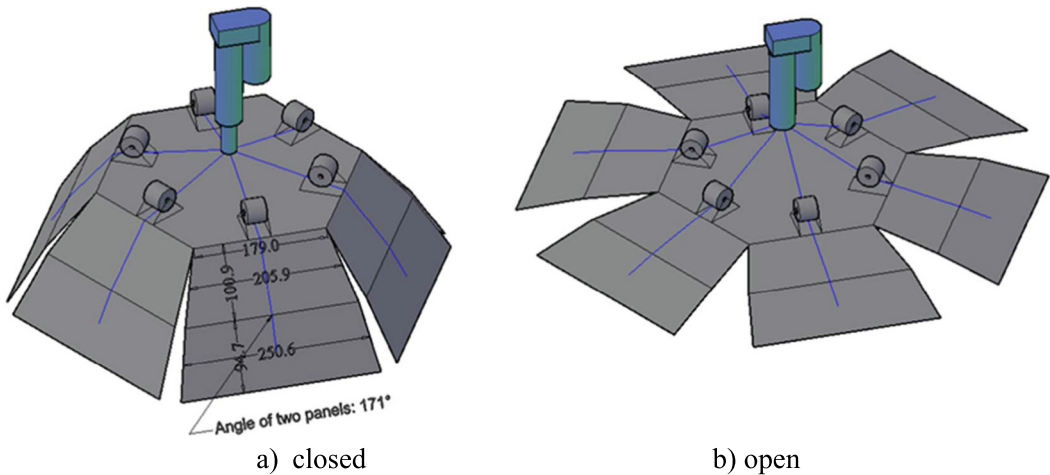 179.0
100.9
205.9
94.7
250.6
Angle of two panels: 171°
a) closed
b) open